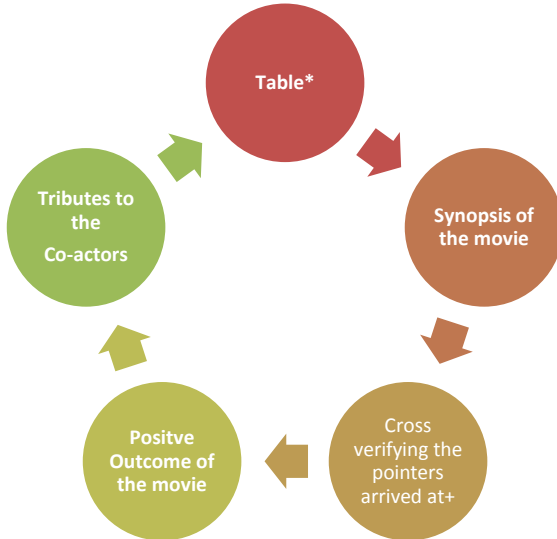 Table*
Synopsis of
the movie
Cross
verifying the
pointers
arrived at+
Positve
Outcome of
the movie
Tributes to
the
Co-actors